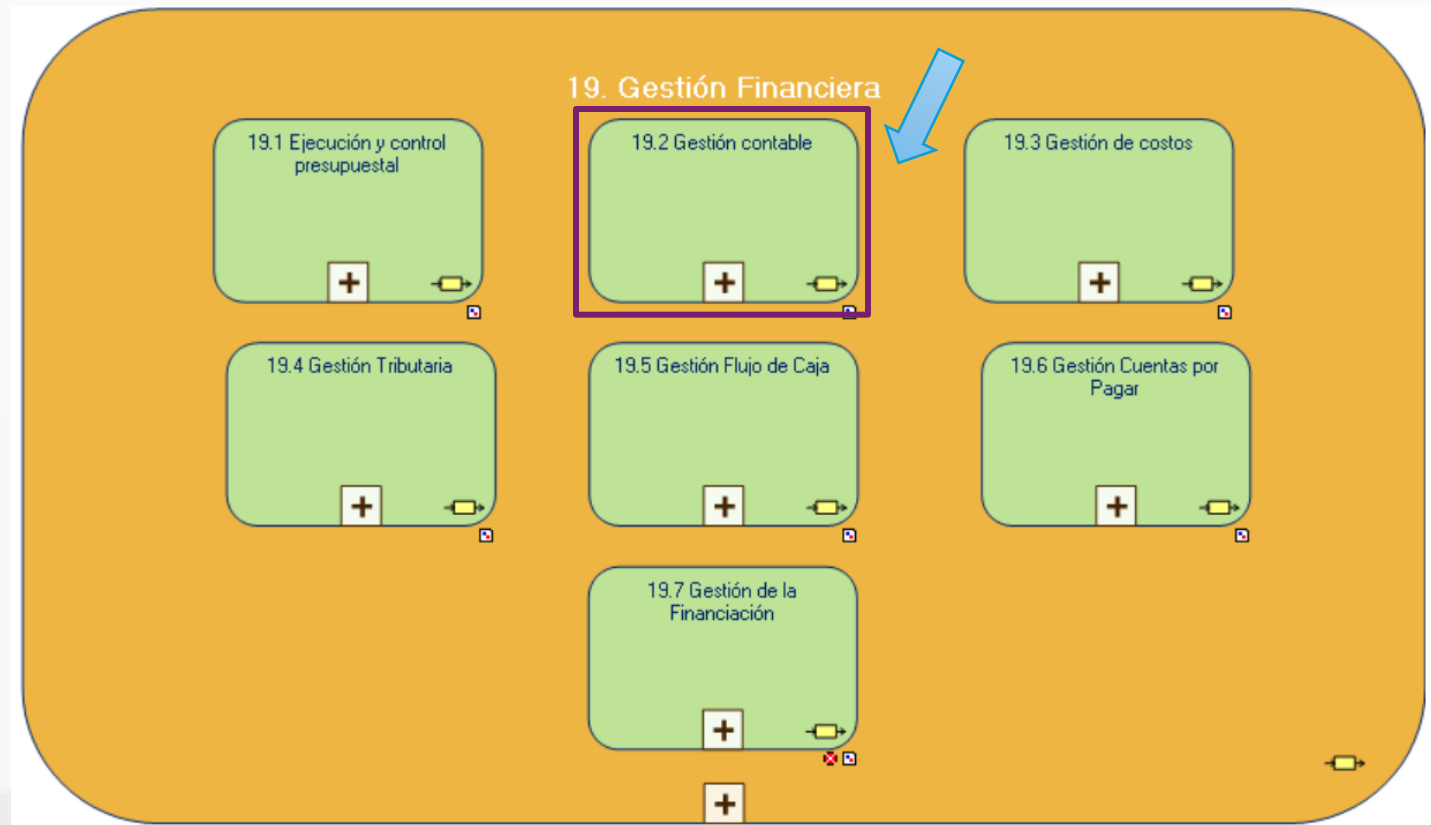 19. Gestión Financiera
19.1 Ejecución y control
presupuestal
19.2 Gestión contable
19.3 Gestión de costos
19.4 Gestión Tributaria
19.5 Gestión Flujo de Caja
19.6 Gestión Cuentas por
Pagar
19.7 Gestión de la
Financiación